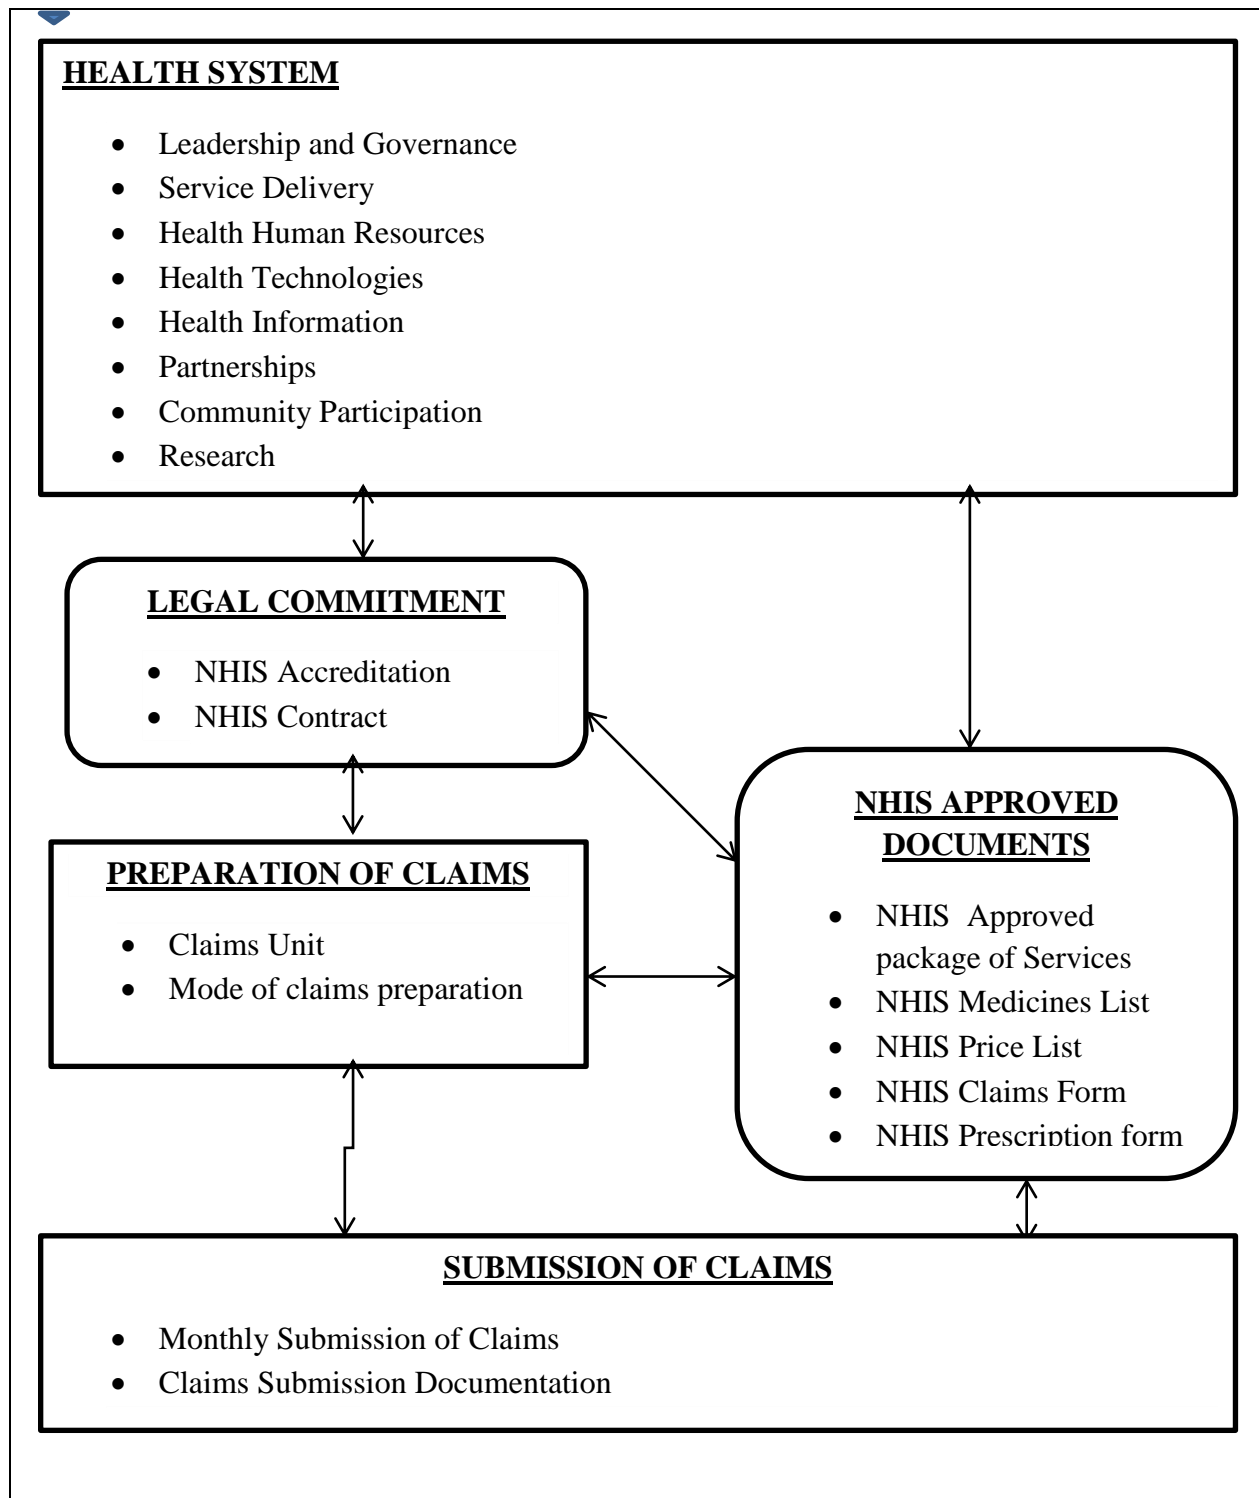 HEALTH SYSTEM
• Leadership and Governance
• Service Delivery
• Health Human Resources
• Health Technologies
• Health Information
• Partnerships
• Community Participation
• Research
LEGAL COMMITMENT
• NHIS Accreditation
• NHIS Contract
PREPARATION OF CLAIMS
• Claims Unit
• Mode of claims preparation
NHIS APPROVED
DOCUMENTS
• NHIS Approved
package of Services
• NHIS Medicines List
• NHIS Price List
• NHIS Claims Form
• NHIS Prescription form
SUBMISSION OF CLAIMS
• Monthly Submission of Claims
• Claims Submission Documentation